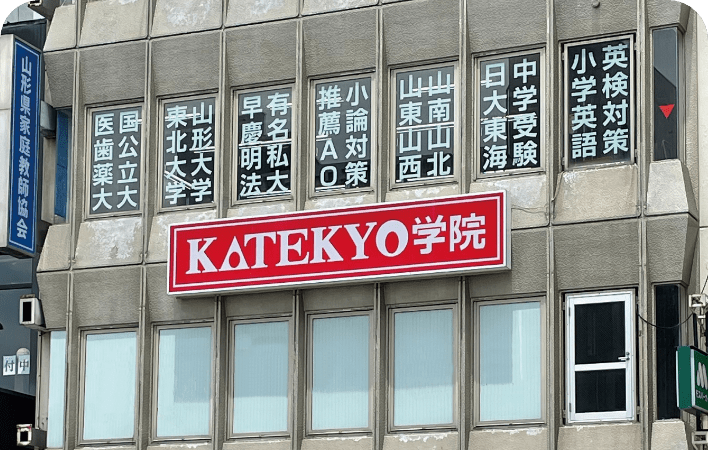 山形県家庭教師協会
国公立大
医歯薬大
山形大学
東北大学
有名私大
早慶明法
小論対策
推薦AO
山南山北
山東山西
中学受験
日大東海
英検対策
小学英語
KATEKYO学院
付中